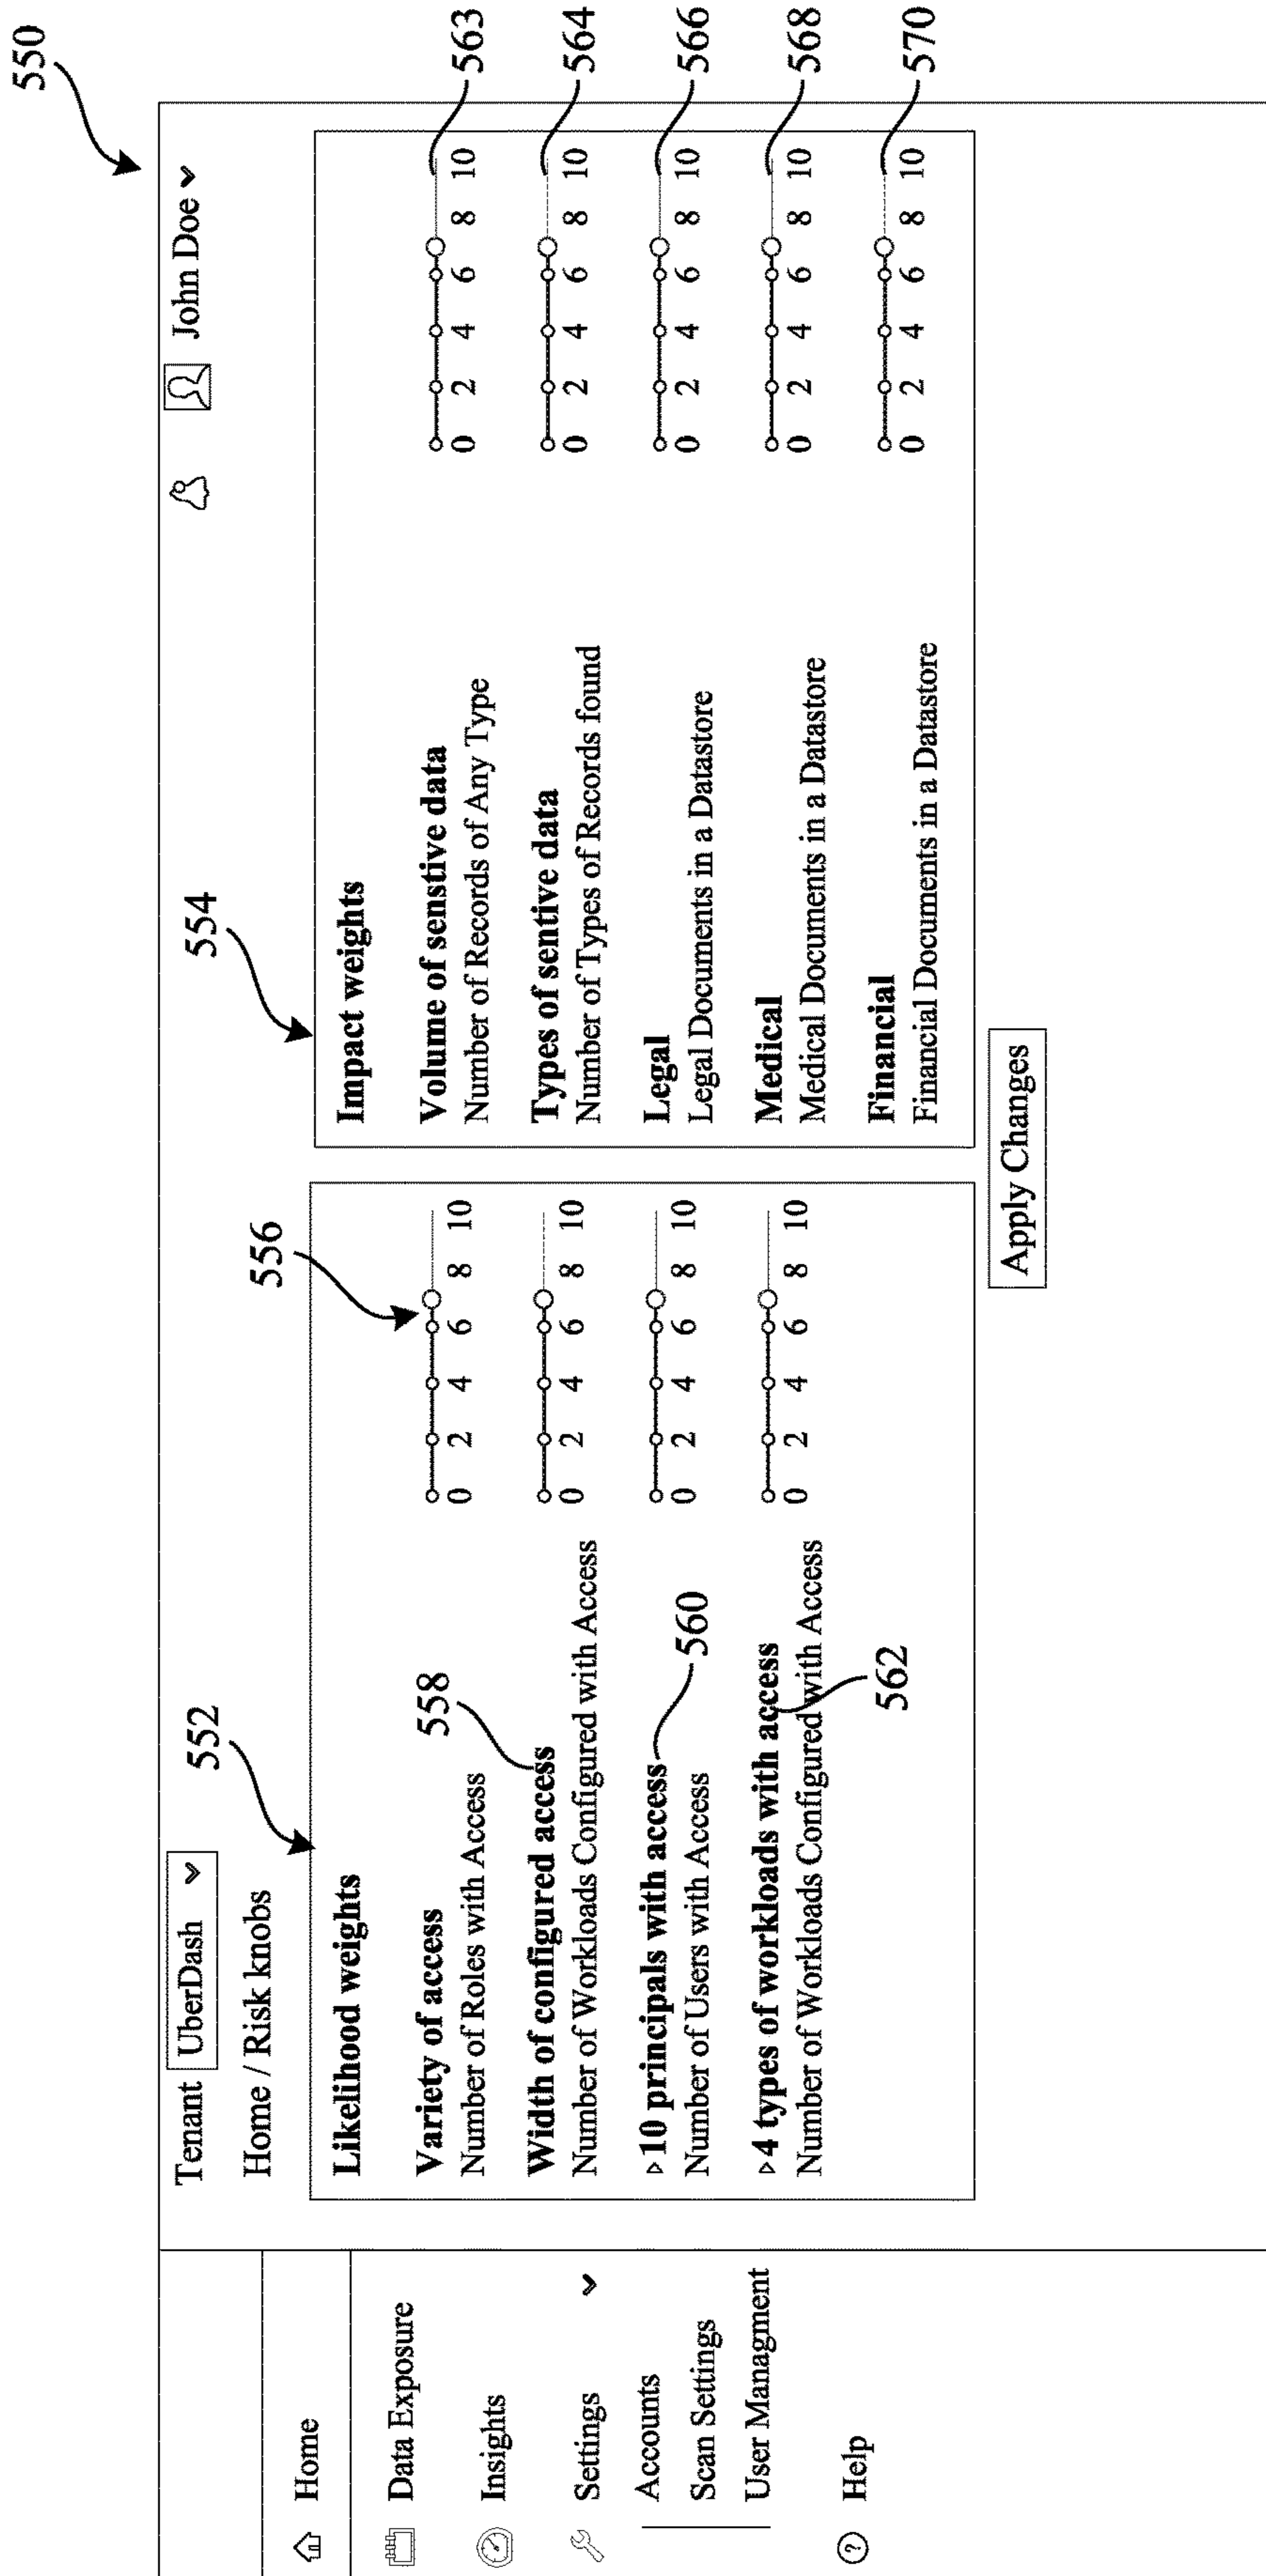 550
Tenant UberDash
John Doe
Home / Risk knobs
Home
Data Exposure
Insights
Settings
Accounts
Scan Settings
User Managment
Help
552
Likelihood weights
556
Variety of access
Number of Roles with Access
0 2 4 6 8 10
558
Width of configured access
Number of Workloads Configured with Access
0 2 4 6 8 10
▹10 principals with access
560
Number of Users with Access
0 2 4 6 8 10
▹4 types of workloads with access
Number of Workloads Configured with Access
0 2 4 6 8 10
562
554
Impact weights
Volume of senstive data
Number of Records of Any Type
0 2 4 6 8 10
563
Types of sentive data
Number of Types of Records found
0 2 4 6 8 10
564
Legal
Legal Documents in a Datastore
0 2 4 6 8 10
566
Medical
Medical Documents in a Datastore
0 2 4 6 8 10
568
Financial
Financial Documents in a Datastore
0 2 4 6 8 10
570
Apply Changes